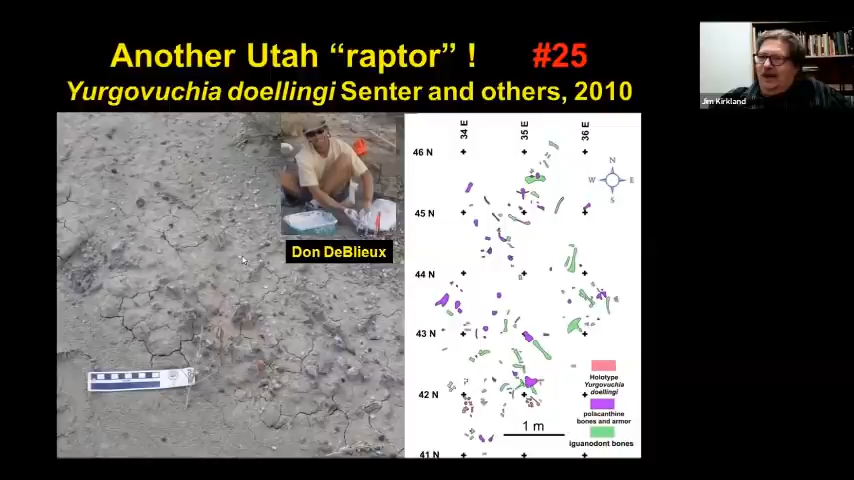 Another Utah “raptor” ! #25
Yurgovuchia doellingi Senter and others, 2010
Jim Kirkland
Don DeBlieux
34 E
35 E
36 E
46 N
45 N
44 N
43 N
42 N
41 N
N
W E
S
1 m
Holotype
Yurgovuchia
doellingi
polacanthine
bones and armor
iguanodont bones